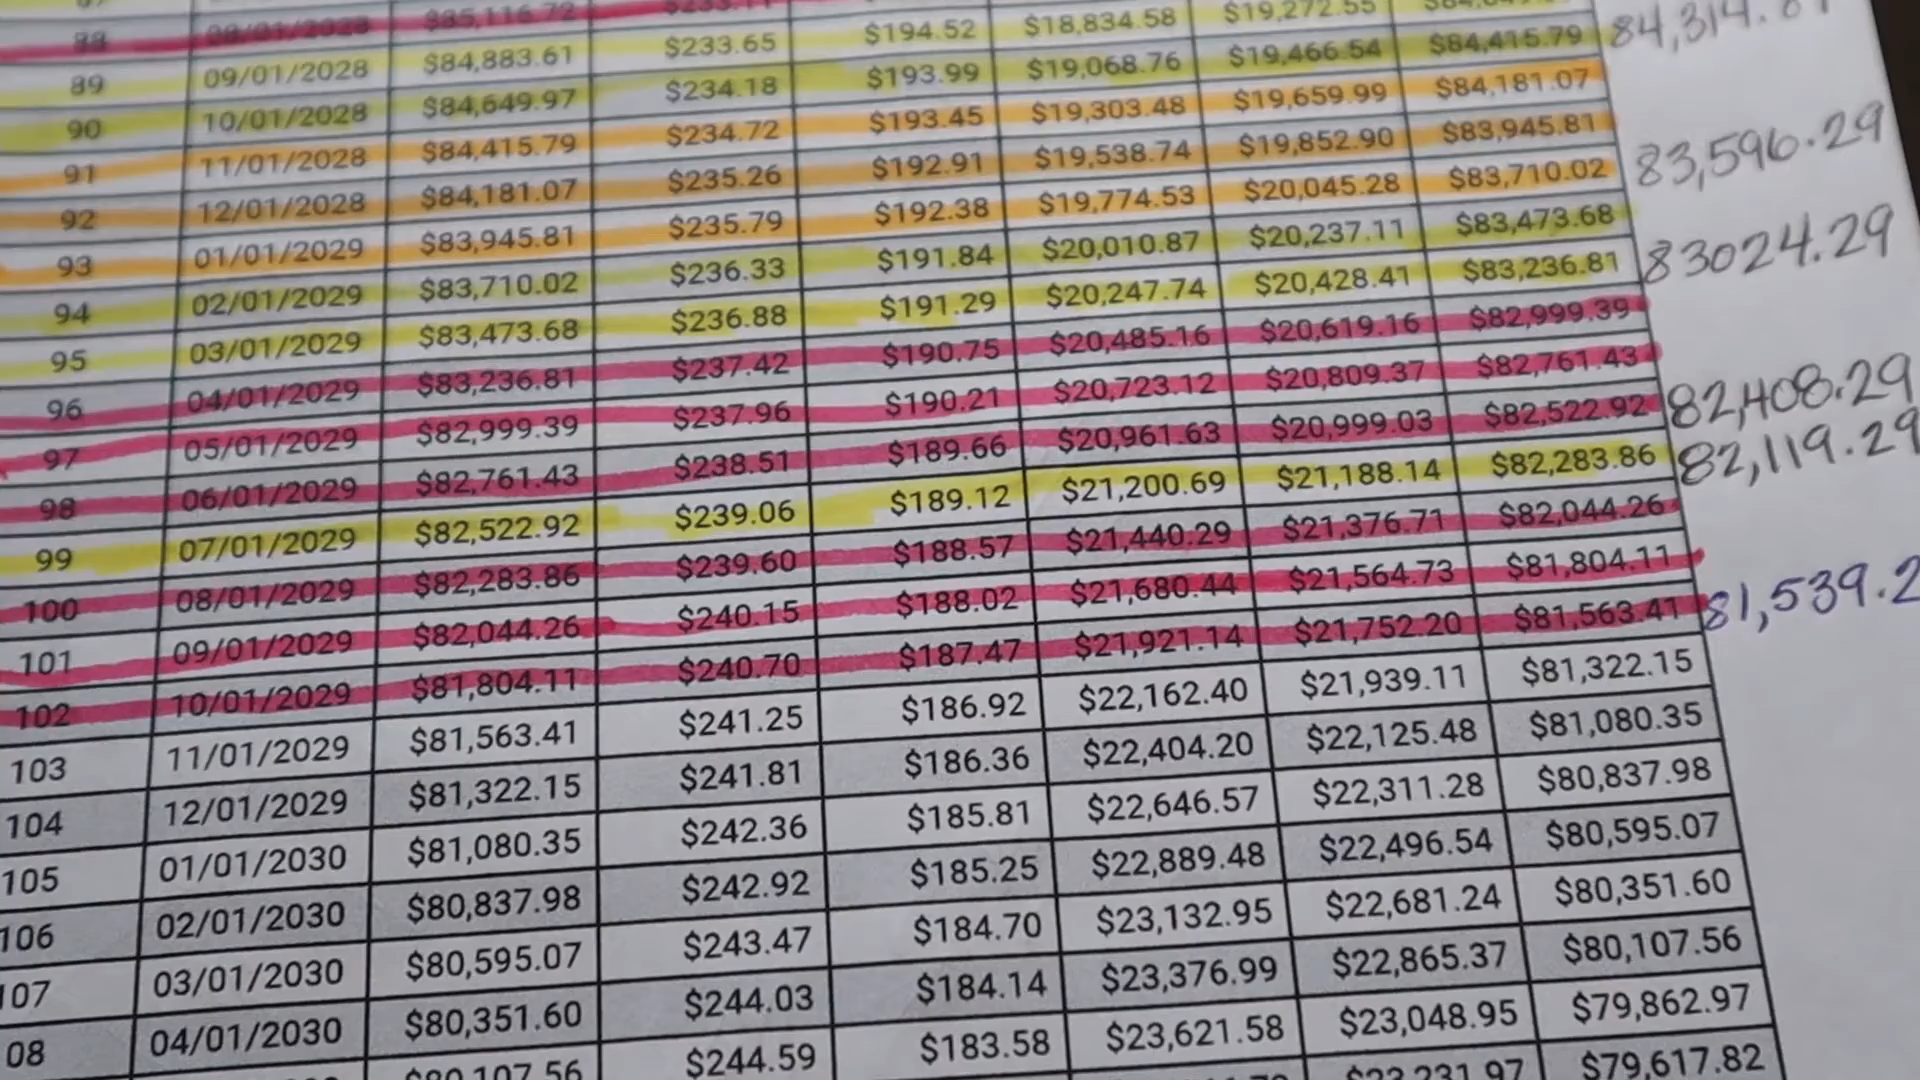 88 08/01/2028 $85,116.72
89 09/01/2028 $84,883.61 $233.65 $194.52 $18,834.58 $19,272.55
90 10/01/2028 $84,649.97 $234.18 $193.99 $19,068.76 $19,466.54 $84,415.79
91 11/01/2028 $84,415.79 $234.72 $193.45 $19,303.48 $19,659.99 $84,181.07
92 12/01/2028 $84,181.07 $235.26 $192.91 $19,538.74 $19,852.90 $83,945.81
93 01/01/2029 $83,945.81 $235.79 $192.38 $19,774.53 $20,045.28 $83,710.02 83,596.29
94 02/01/2029 $83,710.02 $236.33 $191.84 $20,010.87 $20,237.11 $83,473.68
95 03/01/2029 $83,473.68 $236.88 $191.29 $20,247.74 $20,428.41 $83,236.81 83024.29
96 04/01/2029 $83,236.81 $237.42 $190.75 $20,485.16 $20,619.16 $82,999.39
97 05/01/2029 $82,999.39 $237.96 $190.21 $20,723.12 $20,809.37 $82,761.43
98 06/01/2029 $82,761.43 $238.51 $189.66 $20,961.63 $20,999.03 $82,522.92 82,408.29
99 07/01/2029 $82,522.92 $239.06 $189.12 $21,200.69 $21,188.14 $82,283.86 82,119.29
100 08/01/2029 $82,283.86 $239.60 $188.57 $21,440.29 $21,376.71 $82,044.26
101 09/01/2029 $82,044.26 $240.15 $188.02 $21,680.44 $21,564.73 $81,804.11
102 10/01/2029 $81,804.11 $240.70 $187.47 $21,921.14 $21,752.20 $81,563.41 81,539.2
103 11/01/2029 $81,563.41 $241.25 $186.92 $22,162.40 $21,939.11 $81,322.15
104 12/01/2029 $81,322.15 $241.81 $186.36 $22,404.20 $22,125.48 $81,080.35
105 01/01/2030 $81,080.35 $242.36 $185.81 $22,646.57 $22,311.28 $80,837.98
106 02/01/2030 $80,837.98 $242.92 $185.25 $22,889.48 $22,496.54 $80,595.07
107 03/01/2030 $80,595.07 $243.47 $184.70 $23,132.95 $22,681.24 $80,351.60
08 04/01/2030 $80,351.60 $244.03 $184.14 $23,376.99 $22,865.37 $80,107.56
$80,107.56 $244.59 $183.58 $23,621.58 $23,048.95 $79,862.97
$23,231.97 $79,617.82